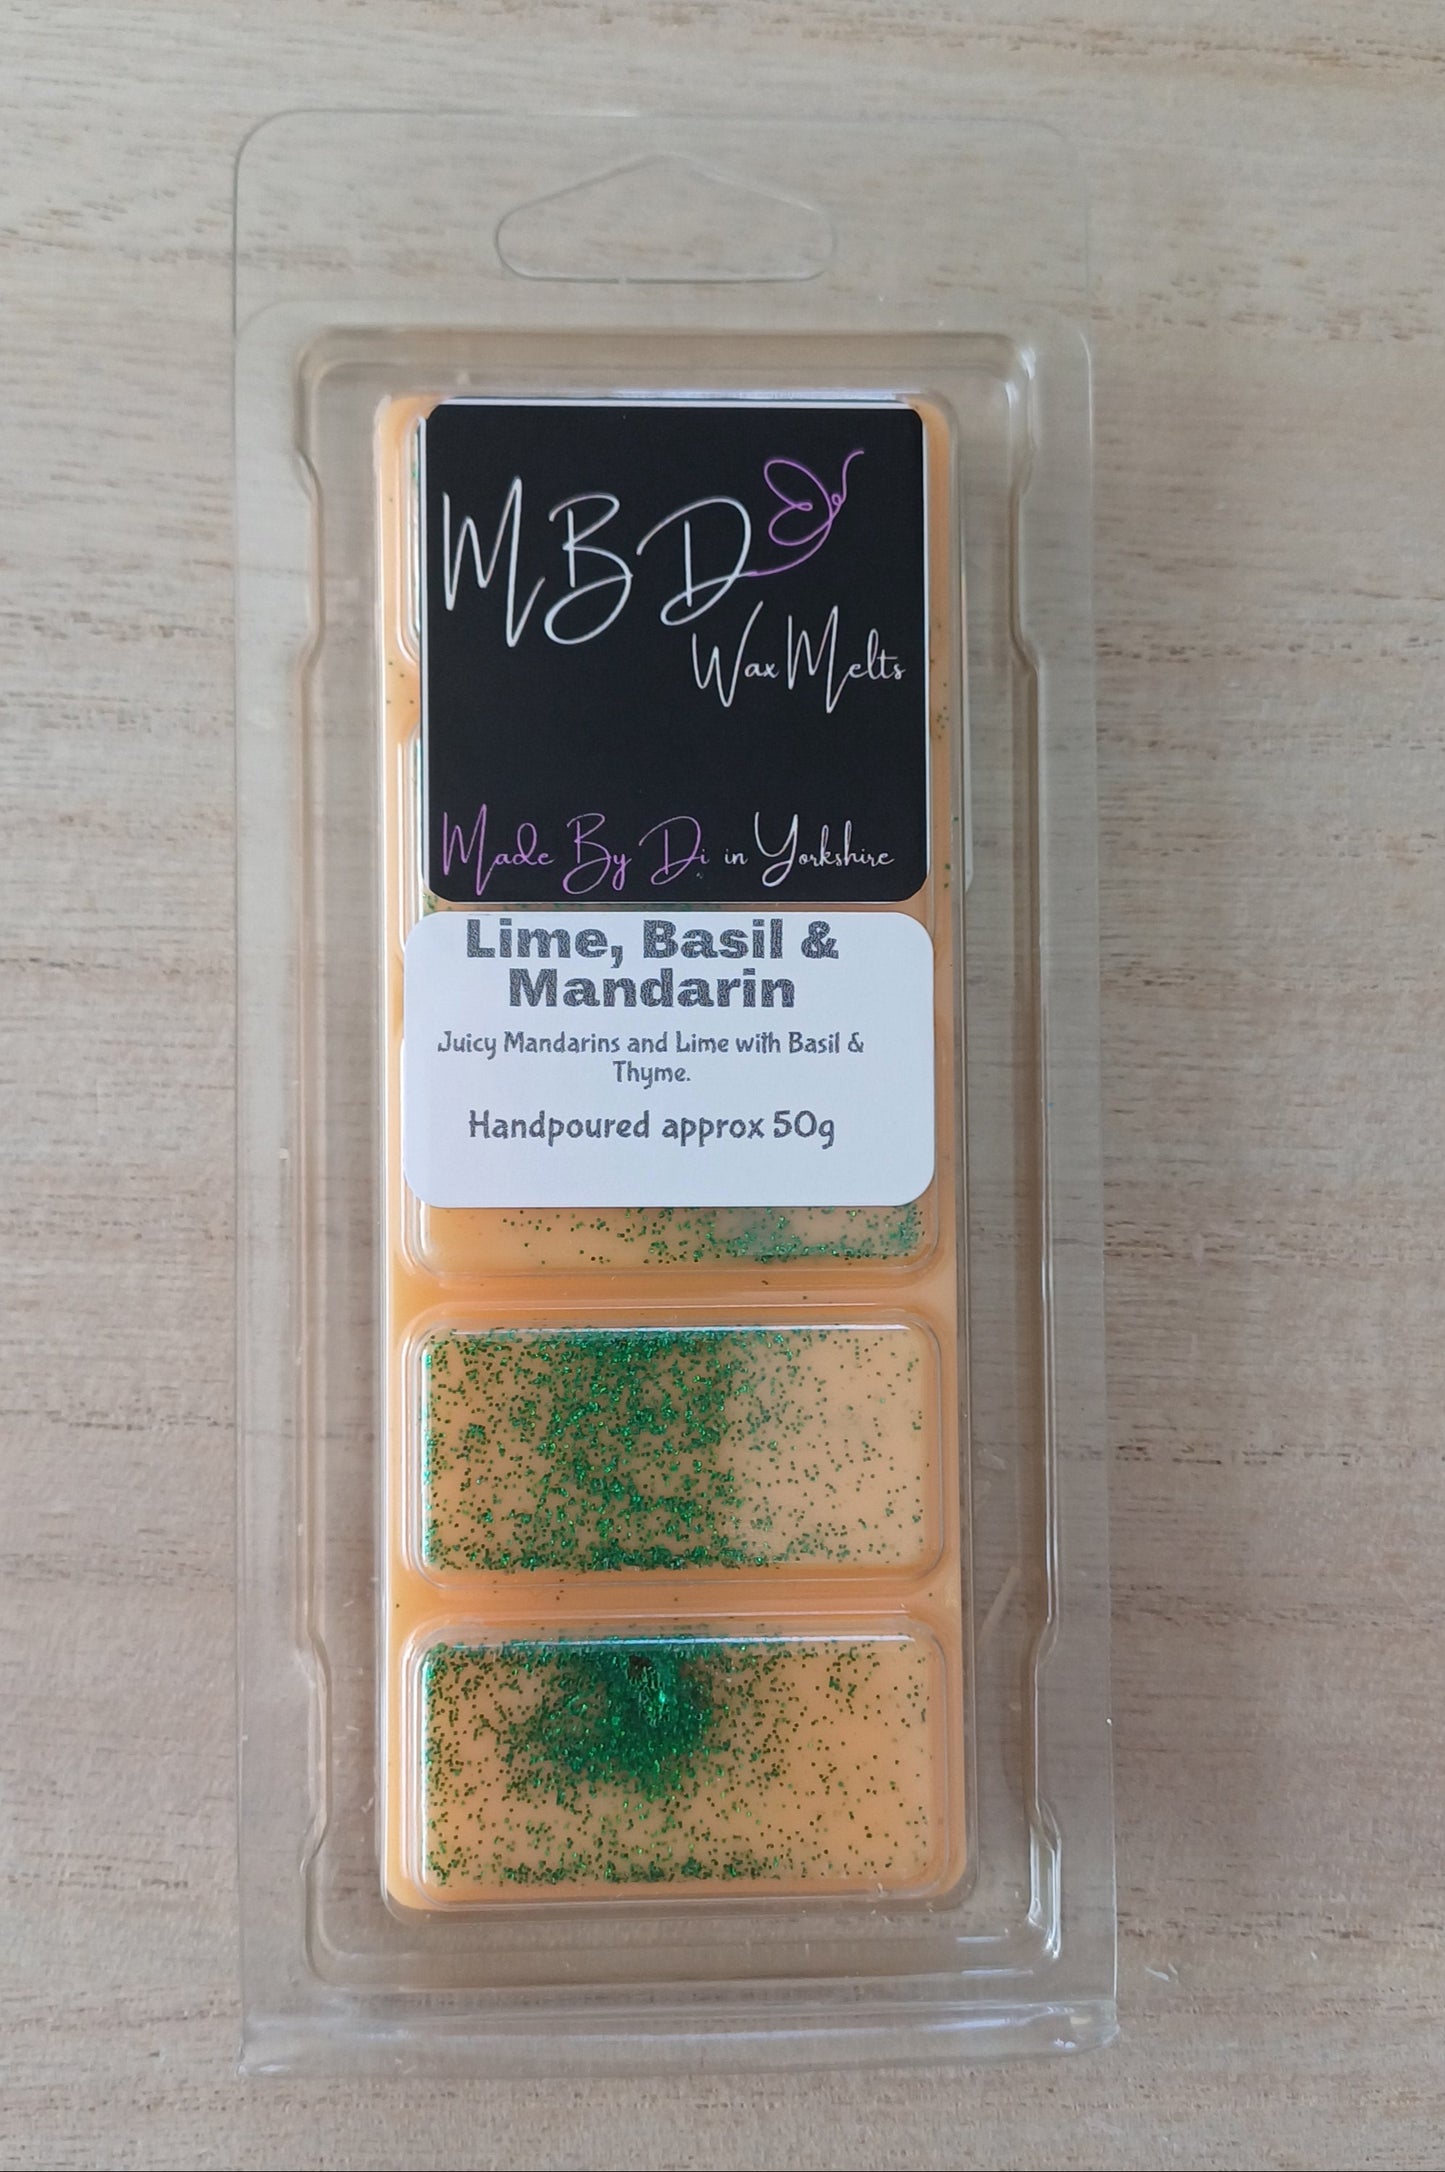 MBD
Wax Melts
Made By Di in Yorkshire
Lime, Basil &
Mandarin
Juicy Mandarins and Lime with Basil &
Thyme.
Handpoured approx 50g